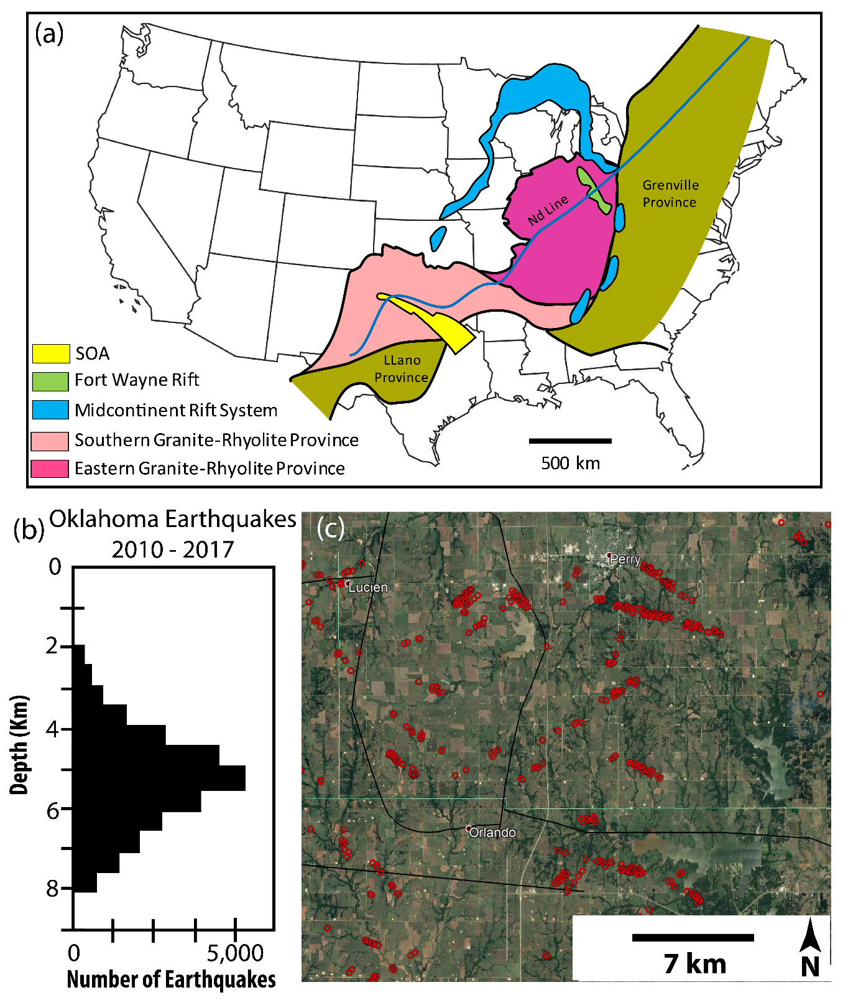 (a)
Grenville
Province
Nd Line
LLano
Province
SOA
Fort Wayne Rift
Midcontinent Rift System
Southern Granite-Rhyolite Province
Eastern Granite-Rhyolite Province
500 km
(b)
Oklahoma Earthquakes
2010 - 2017
0
2
4
6
8
Depth (Km)
0
5,000
Number of Earthquakes
(c)
Perry
Lucien
Orlando
7 km
N